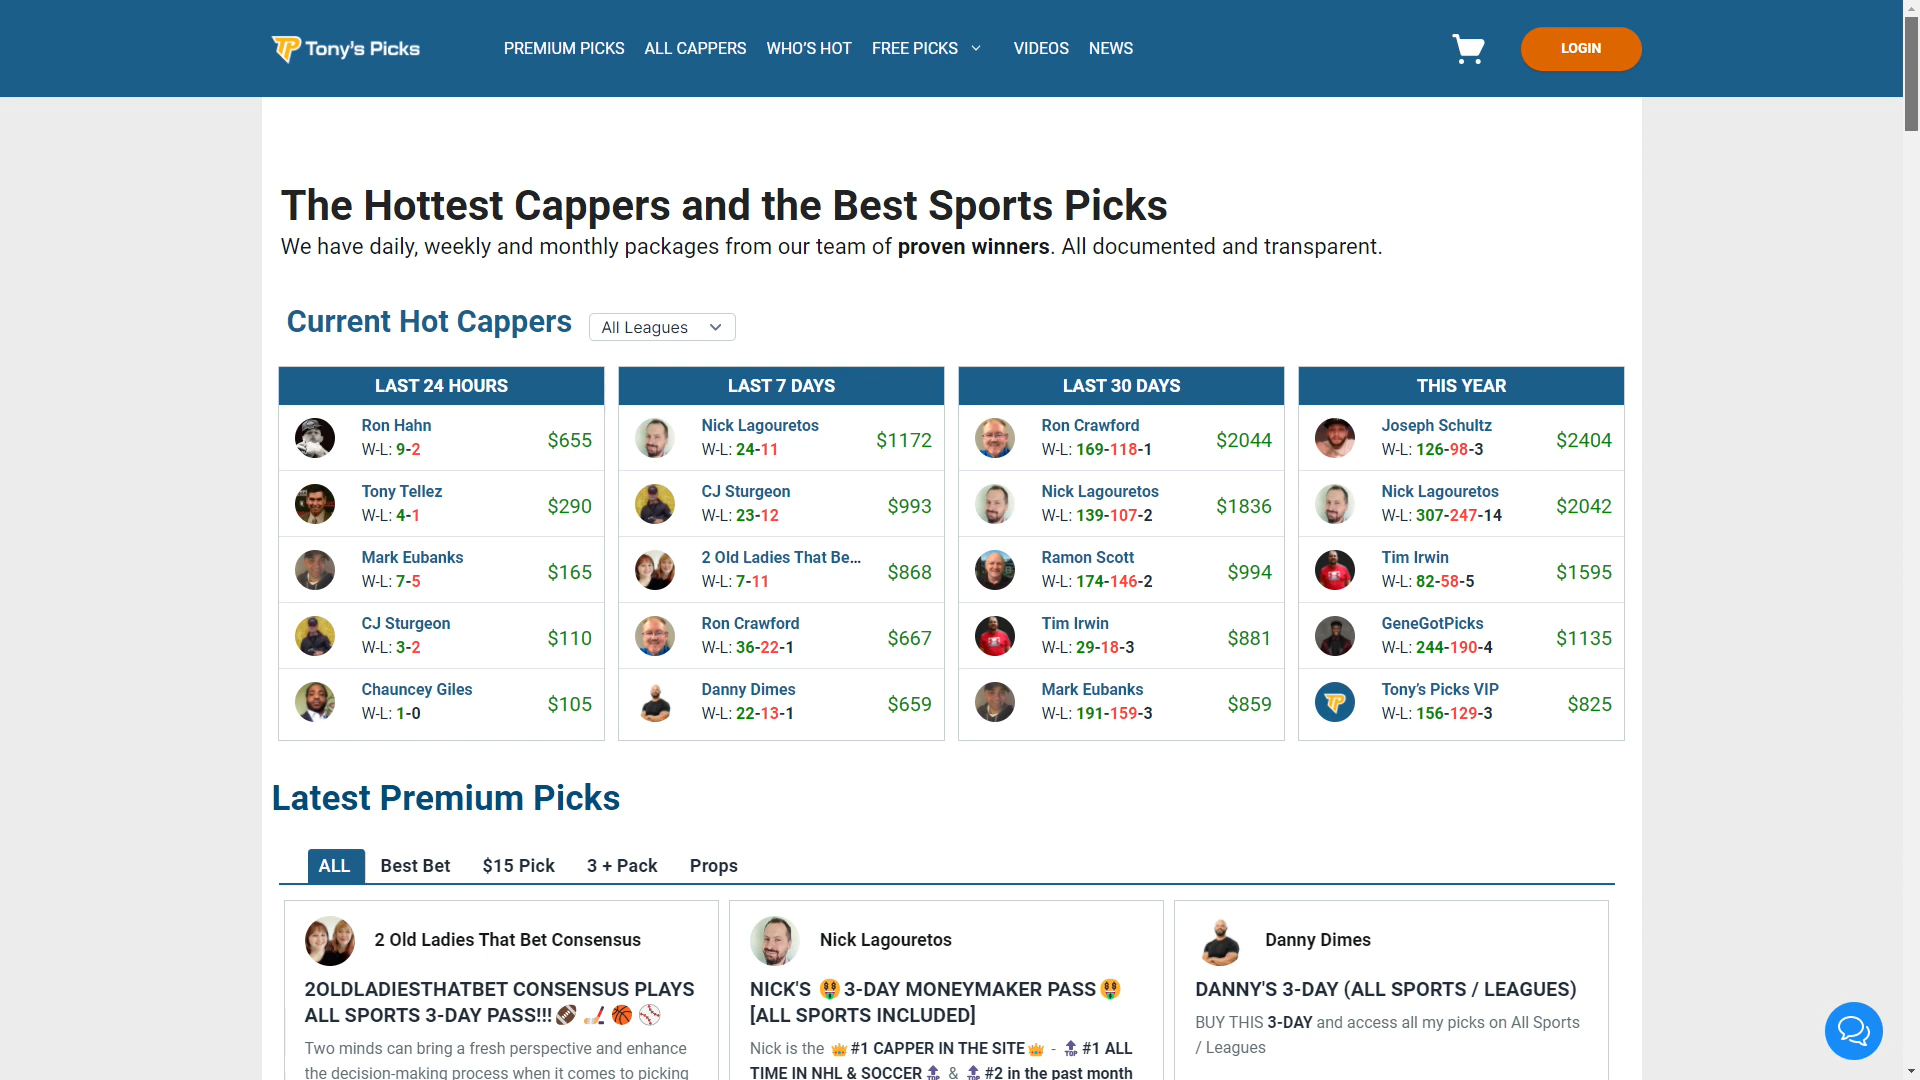 Tony's Picks
PREMIUM PICKS ALL CAPPERS WHO'S HOT FREE PICKS VIDEOS NEWS
LOGIN
The Hottest Cappers and the Best Sports Picks
We have daily, weekly and monthly packages from our team of proven winners. All documented and transparent.
Current Hot Cappers
All Leagues
LAST 24 HOURS
Ron Hahn
W-L: 9-2
$655
Tony Tellez
W-L: 4-1
$290
Mark Eubanks
W-L: 7-5
$165
CJ Sturgeon
W-L: 3-2
$110
Chauncey Giles
W-L: 1-0
$105
LAST 7 DAYS
Nick Lagouretos
W-L: 24-11
$1172
CJ Sturgeon
W-L: 23-12
$993
2 Old Ladies That Be...
W-L: 7-11
$868
Ron Crawford
W-L: 36-22-1
$667
Danny Dimes
W-L: 22-13-1
$659
LAST 30 DAYS
Ron Crawford
W-L: 169-118-1
$2044
Nick Lagouretos
W-L: 139-107-2
$1836
Ramon Scott
W-L: 174-146-2
$994
Tim Irwin
W-L: 29-18-3
$881
Mark Eubanks
W-L: 191-159-3
$859
THIS YEAR
Joseph Schultz
W-L: 126-98-3
$2404
Nick Lagouretos
W-L: 307-247-14
$2042
Tim Irwin
W-L: 82-58-5
$1595
GeneGotPicks
W-L: 244-190-4
$1135
Tony's Picks VIP
W-L: 156-129-3
$825
Latest Premium Picks
ALL Best Bet $15 Pick 3 + Pack Props
2 Old Ladies That Bet Consensus
2OLDLADIESTHATBET CONSENSUS PLAYS
ALL SPORTS 3-DAY PASS!!!🏈 🏒 🏀 ⚾
Two minds can bring a fresh perspective and enhance
the decision-making process when it comes to picking
Nick Lagouretos
NICK'S 🤑3-DAY MONEYMAKER PASS🤑
[ALL SPORTS INCLUDED]
Nick is the 👑#1 CAPPER IN THE SITE👑 - 🔝#1 ALL
TIME IN NHL & SOCCER🔝 & 🔝#2 in the past month
Danny Dimes
DANNY'S 3-DAY (ALL SPORTS / LEAGUES)
BUY THIS 3-DAY and access all my picks on All Sports
/ Leagues